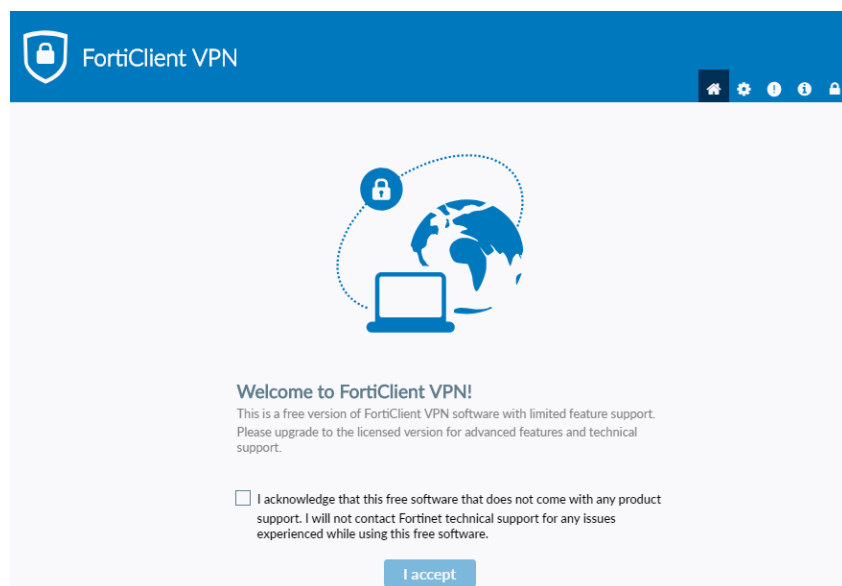 FortiClient VPN
Welcome to FortiClient VPN!
This is a free version of FortiClient VPN software with limited feature support.
Please upgrade to the licensed version for advanced features and technical
support.
I acknowledge that this free software that does not come with any product
support. I will not contact Fortinet technical support for any issues
experienced while using this free software.
I accept